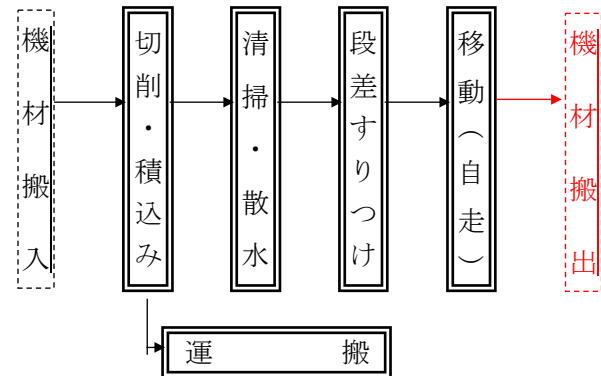 機材搬入
切削・積込み
清掃・散水
段差すりつけ
移動（自走）
機材搬出
運搬